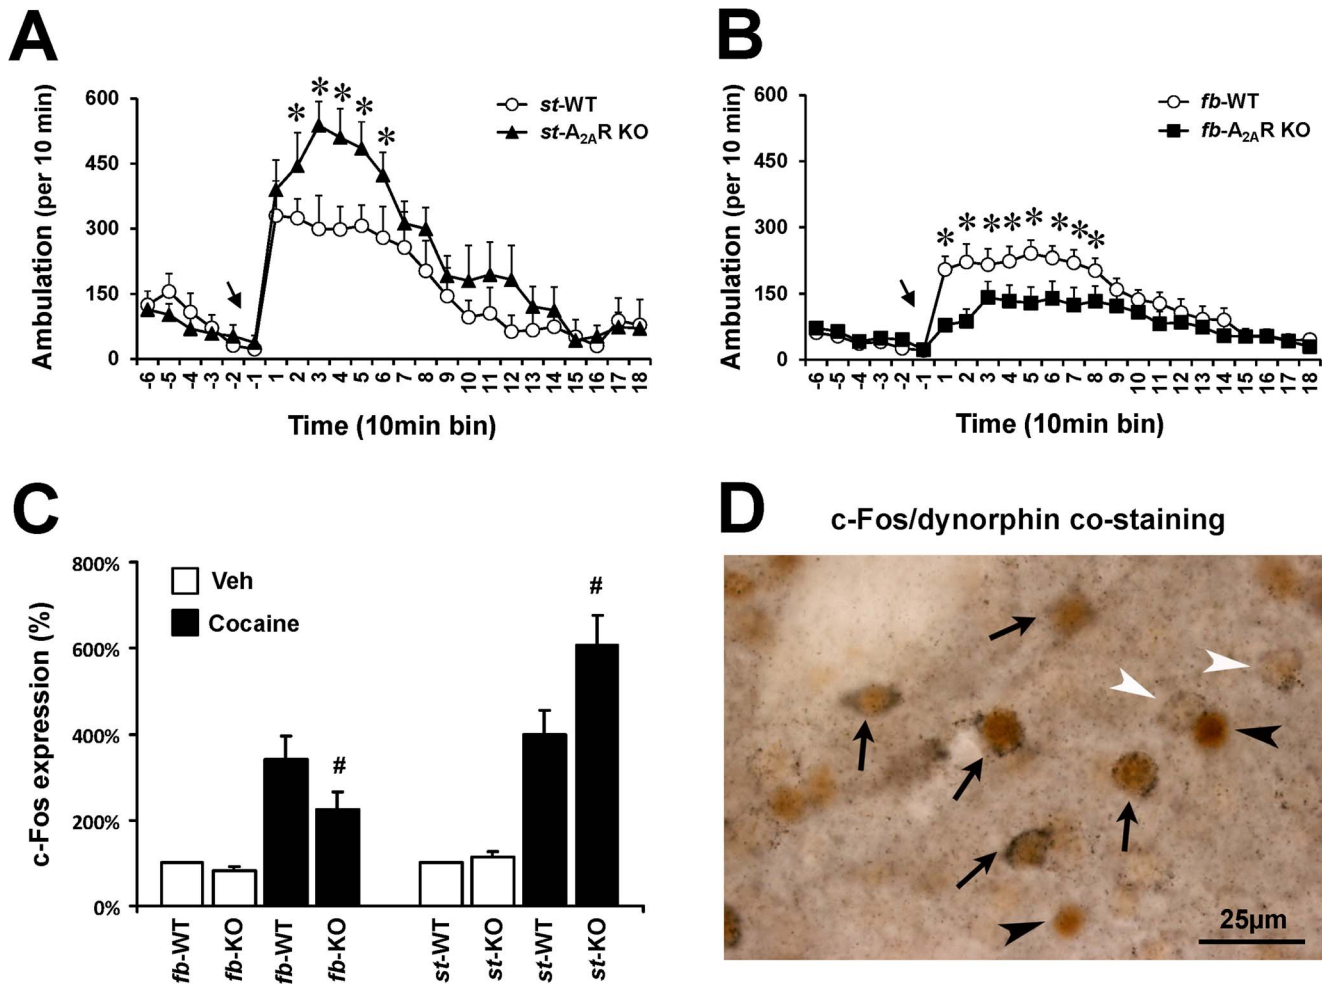 A
Ambulation (per 10 min)
600
450
300
150
0
* * * * * *
st-WT
st-A2AR KO
-6 -5 -4 -3 -2 -1 1 2 3 4 5 6 7 8 9 10 11 12 13 14 15 16 17 18
Time (10min bin)
B
Ambulation (per 10 min)
600
450
300
150
0
* * * * * * * *
fb-WT
fb-A2AR KO
-6 -5 -4 -3 -2 -1 1 2 3 4 5 6 7 8 9 10 11 12 13 14 15 16 17 18
Time (10min bin)
C
c-Fos expression (%)
800%
600%
400%
200%
0%
Veh
Cocaine
# #
fb-WT fb-KO fb-WT fb-KO st-WT st-KO st-WT st-KO
D
c-Fos/dynorphin co-staining
25µm